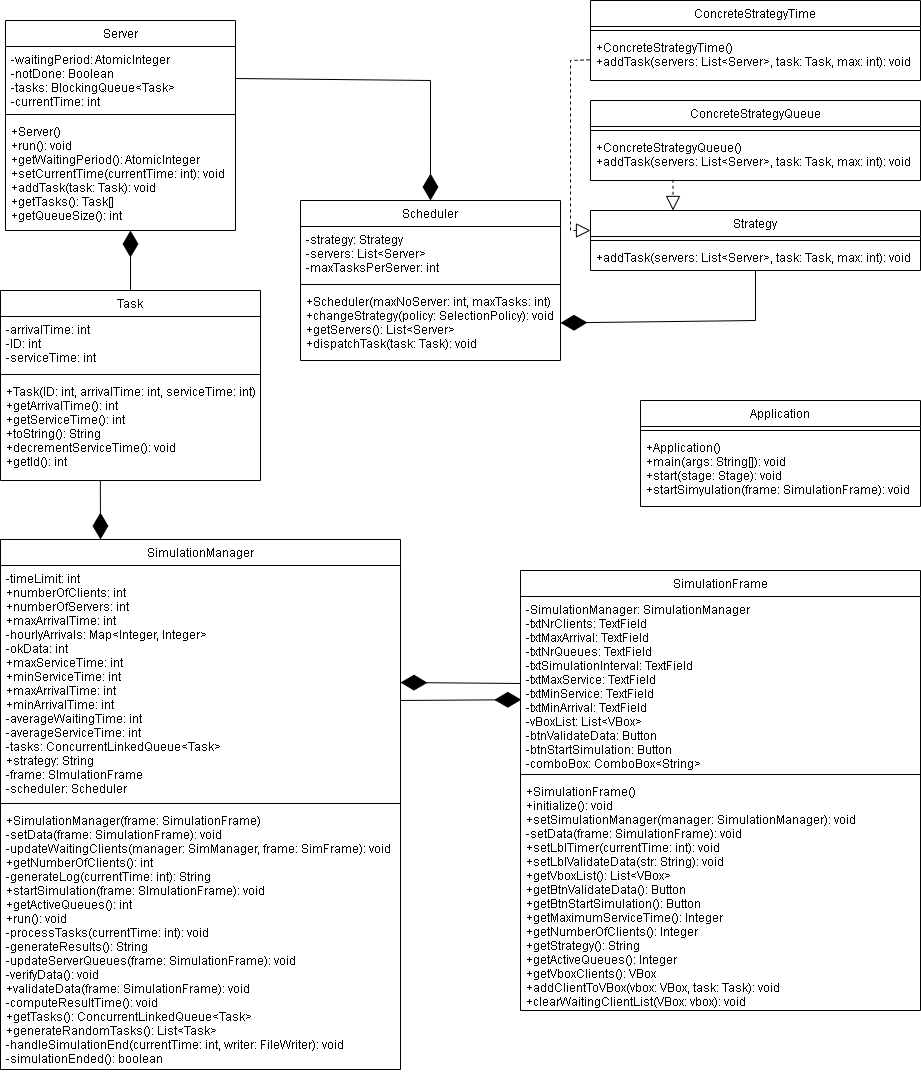 Server
-waitingPeriod: AtomicInteger
-notDone: Boolean
-tasks: BlockingQueue<Task>
-currentTime: int
+Server()
+run(): void
+getWaitingPeriod(): AtomicInteger
+setCurrentTime(currentTime: int): void
+addTask(task: Task): void
+getTasks(): Task[]
+getQueueSize(): int
ConcreteStrategyTime
+ConcreteStrategyTime()
+addTask(servers: List<Server>, task: Task, max: int): void
ConcreteStrategyQueue
+ConcreteStrategyQueue()
+addTask(servers: List<Server>, task: Task, max: int): void
Scheduler
-strategy: Strategy
-servers: List<Server>
-maxTasksPerServer: int
+Scheduler(maxNoServer: int, maxTasks: int)
+changeStrategy(policy: SelectionPolicy): void
+getServers(): List<Server>
+dispatchTask(task: Task): void
Strategy
+addTask(servers: List<Server>, task: Task, max: int): void
Task
-arrivalTime: int
-ID: int
-serviceTime: int
+Task(ID: int, arrivalTime: int, serviceTime: int)
+getArrivalTime(): int
+getServiceTime(): int
+toString(): String
+decrementServiceTime(): void
+getId(): int
Application
+Application()
+main(args: String[]): void
+start(stage: Stage): void
+startSimyulation(frame: SimulationFrame): void
SimulationManager
-timeLimit: int
+numberOfClients: int
+numberOfServers: int
+maxArrivalTime: int
-hourlyArrivals: Map<Integer, Integer>
-okData: int
+maxServiceTime: int
+minServiceTime: int
+maxArrivalTime: int
+minArrivalTime: int
-averageWaitingTime: int
-averageServiceTime: int
-tasks: ConcurrentLinkedQueue<Task>
+strategy: String
-frame: SImulationFrame
-scheduler: Scheduler
+SimulationManager(frame: SimulationFrame)
-setData(frame: SimulationFrame): void
-updateWaitingClients(manager: SimManager, frame: SimFrame): void
+getNumberOfClients(): int
-generateLog(currentTime: int): String
+startSimulation(frame: SImulationFrame): void
+getActiveQueues(): int
+run(): void
-processTasks(currentTime: int): void
-generateResults(): String
-updateServerQueues(frame: SimulationFrame): void
-verifyData(): void
+validateData(frame: SimulationFrame): void
-computeResultTime(): void
+getTasks(): ConcurrentLinkedQueue<Task>
+generateRandomTasks(): List<Task>
-handleSimulationEnd(currentTime: int, writer: FileWriter): void
-simulationEnded(): boolean
SimulationFrame
-SimulationManager: SimulationManager
-txtNrClients: TextField
-txtMaxArrival: TextField
-txtNrQueues: TextField
-txtSimulationInterval: TextField
-txtMaxService: TextField
-txtMinService: TextField
-txtMinArrival: TextField
-vBoxList: List<VBox>
-btnValidateData: Button
-btnStartSimulation: Button
-comboBox: ComboBox<String>
+SimulationFrame()
+initialize(): void
+setSimulationManager(manager: SimulationManager): void
-setData(frame: SimulationFrame): void
+setLblTimer(currentTime: int): void
+setLblValidateData(str: String): void
+getVboxList(): List<VBox>
+getBtnValidateData(): Button
+getBtnStartSimulation(): Button
+getMaximumServiceTime(): Integer
+getNumberOfClients(): Integer
+getStrategy(): String
+getActiveQueues(): Integer
+getVboxClients(): VBox
+addClientToVBox(vbox: VBox, task: Task): void
+clearWaitingClientList(VBox: vbox): void